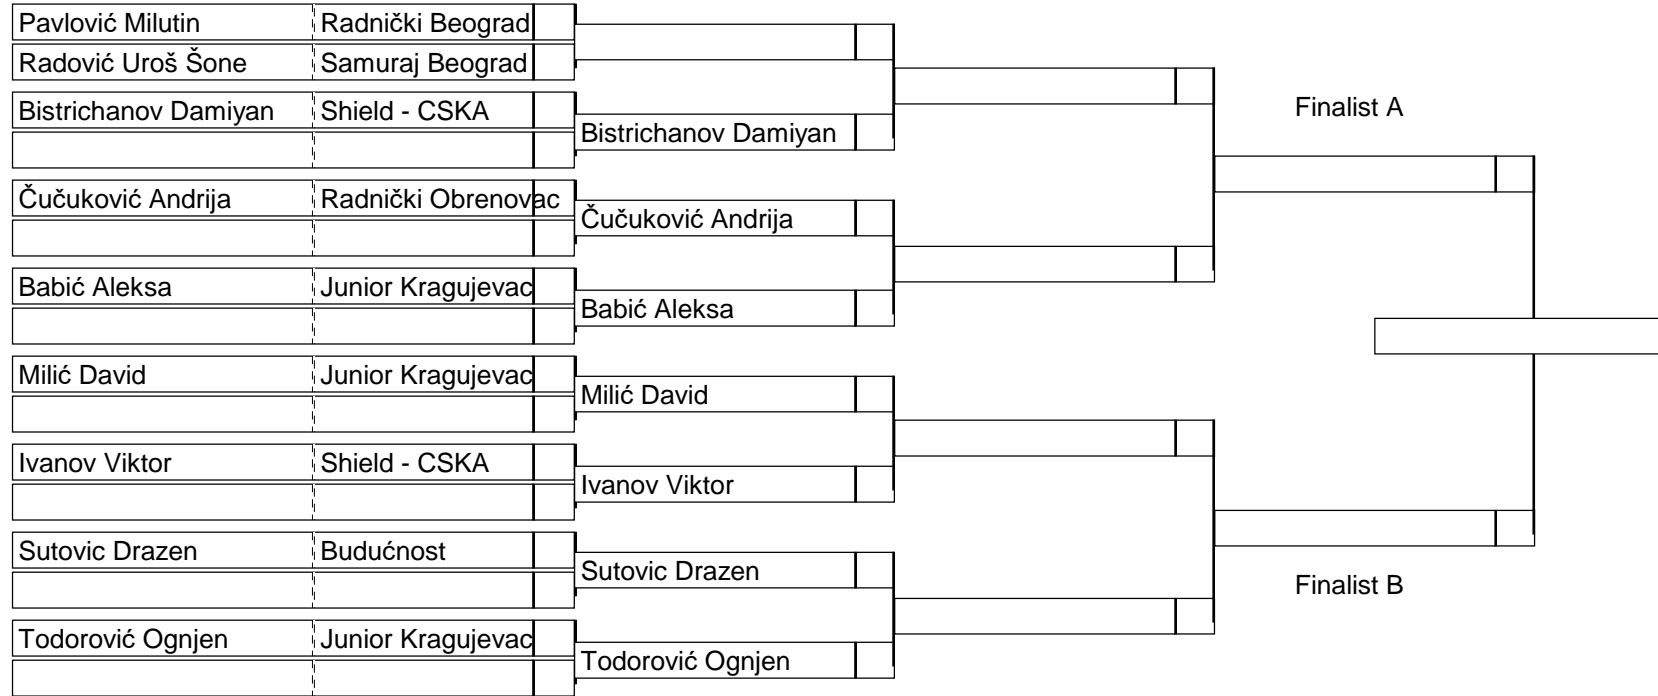 Pavlović Milutin Radnički Beograd
Radović Uroš Šone Samuraj Beograd
Bistrichanov Damiyan Shield - CSKA
Finalist A
Bistrichanov Damiyan
Čučuković Andrija Radnički Obrenovac
Čučuković Andrija
Babić Aleksa Junior Kragujevac
Babić Aleksa
Milić David Junior Kragujevac
Milić David
Ivanov Viktor Shield - CSKA
Ivanov Viktor
Sutovic Drazen Budućnost
Sutovic Drazen
Finalist B
Todorović Ognjen Junior Kragujevac
Todorović Ognjen